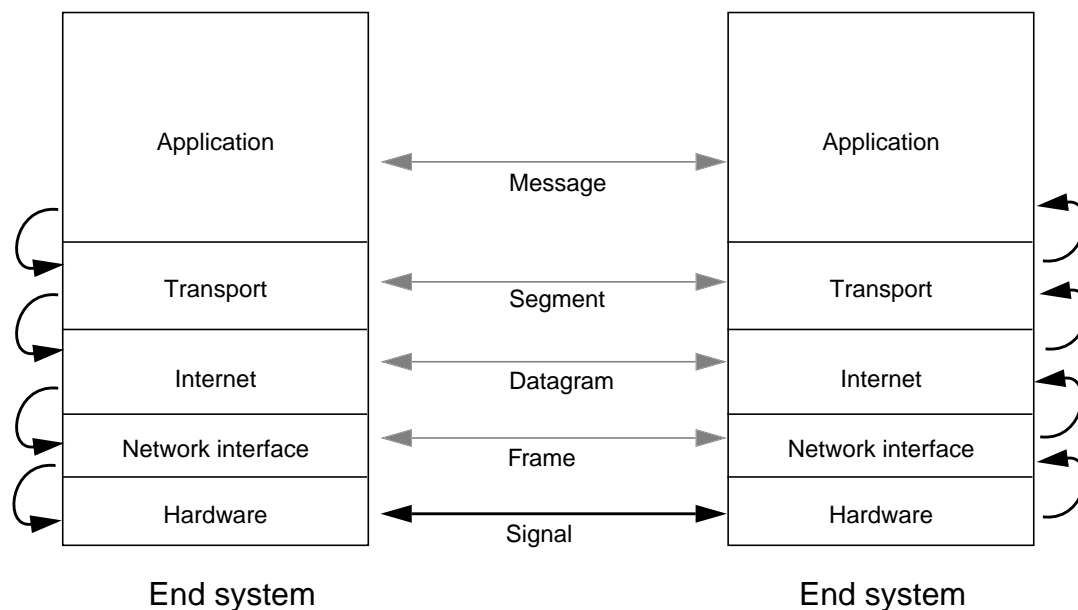 Application
Application
Message
Transport
Segment
Transport
Internet
Datagram
Internet
Network interface
Frame
Network interface
Hardware
Signal
Hardware
End system
End system